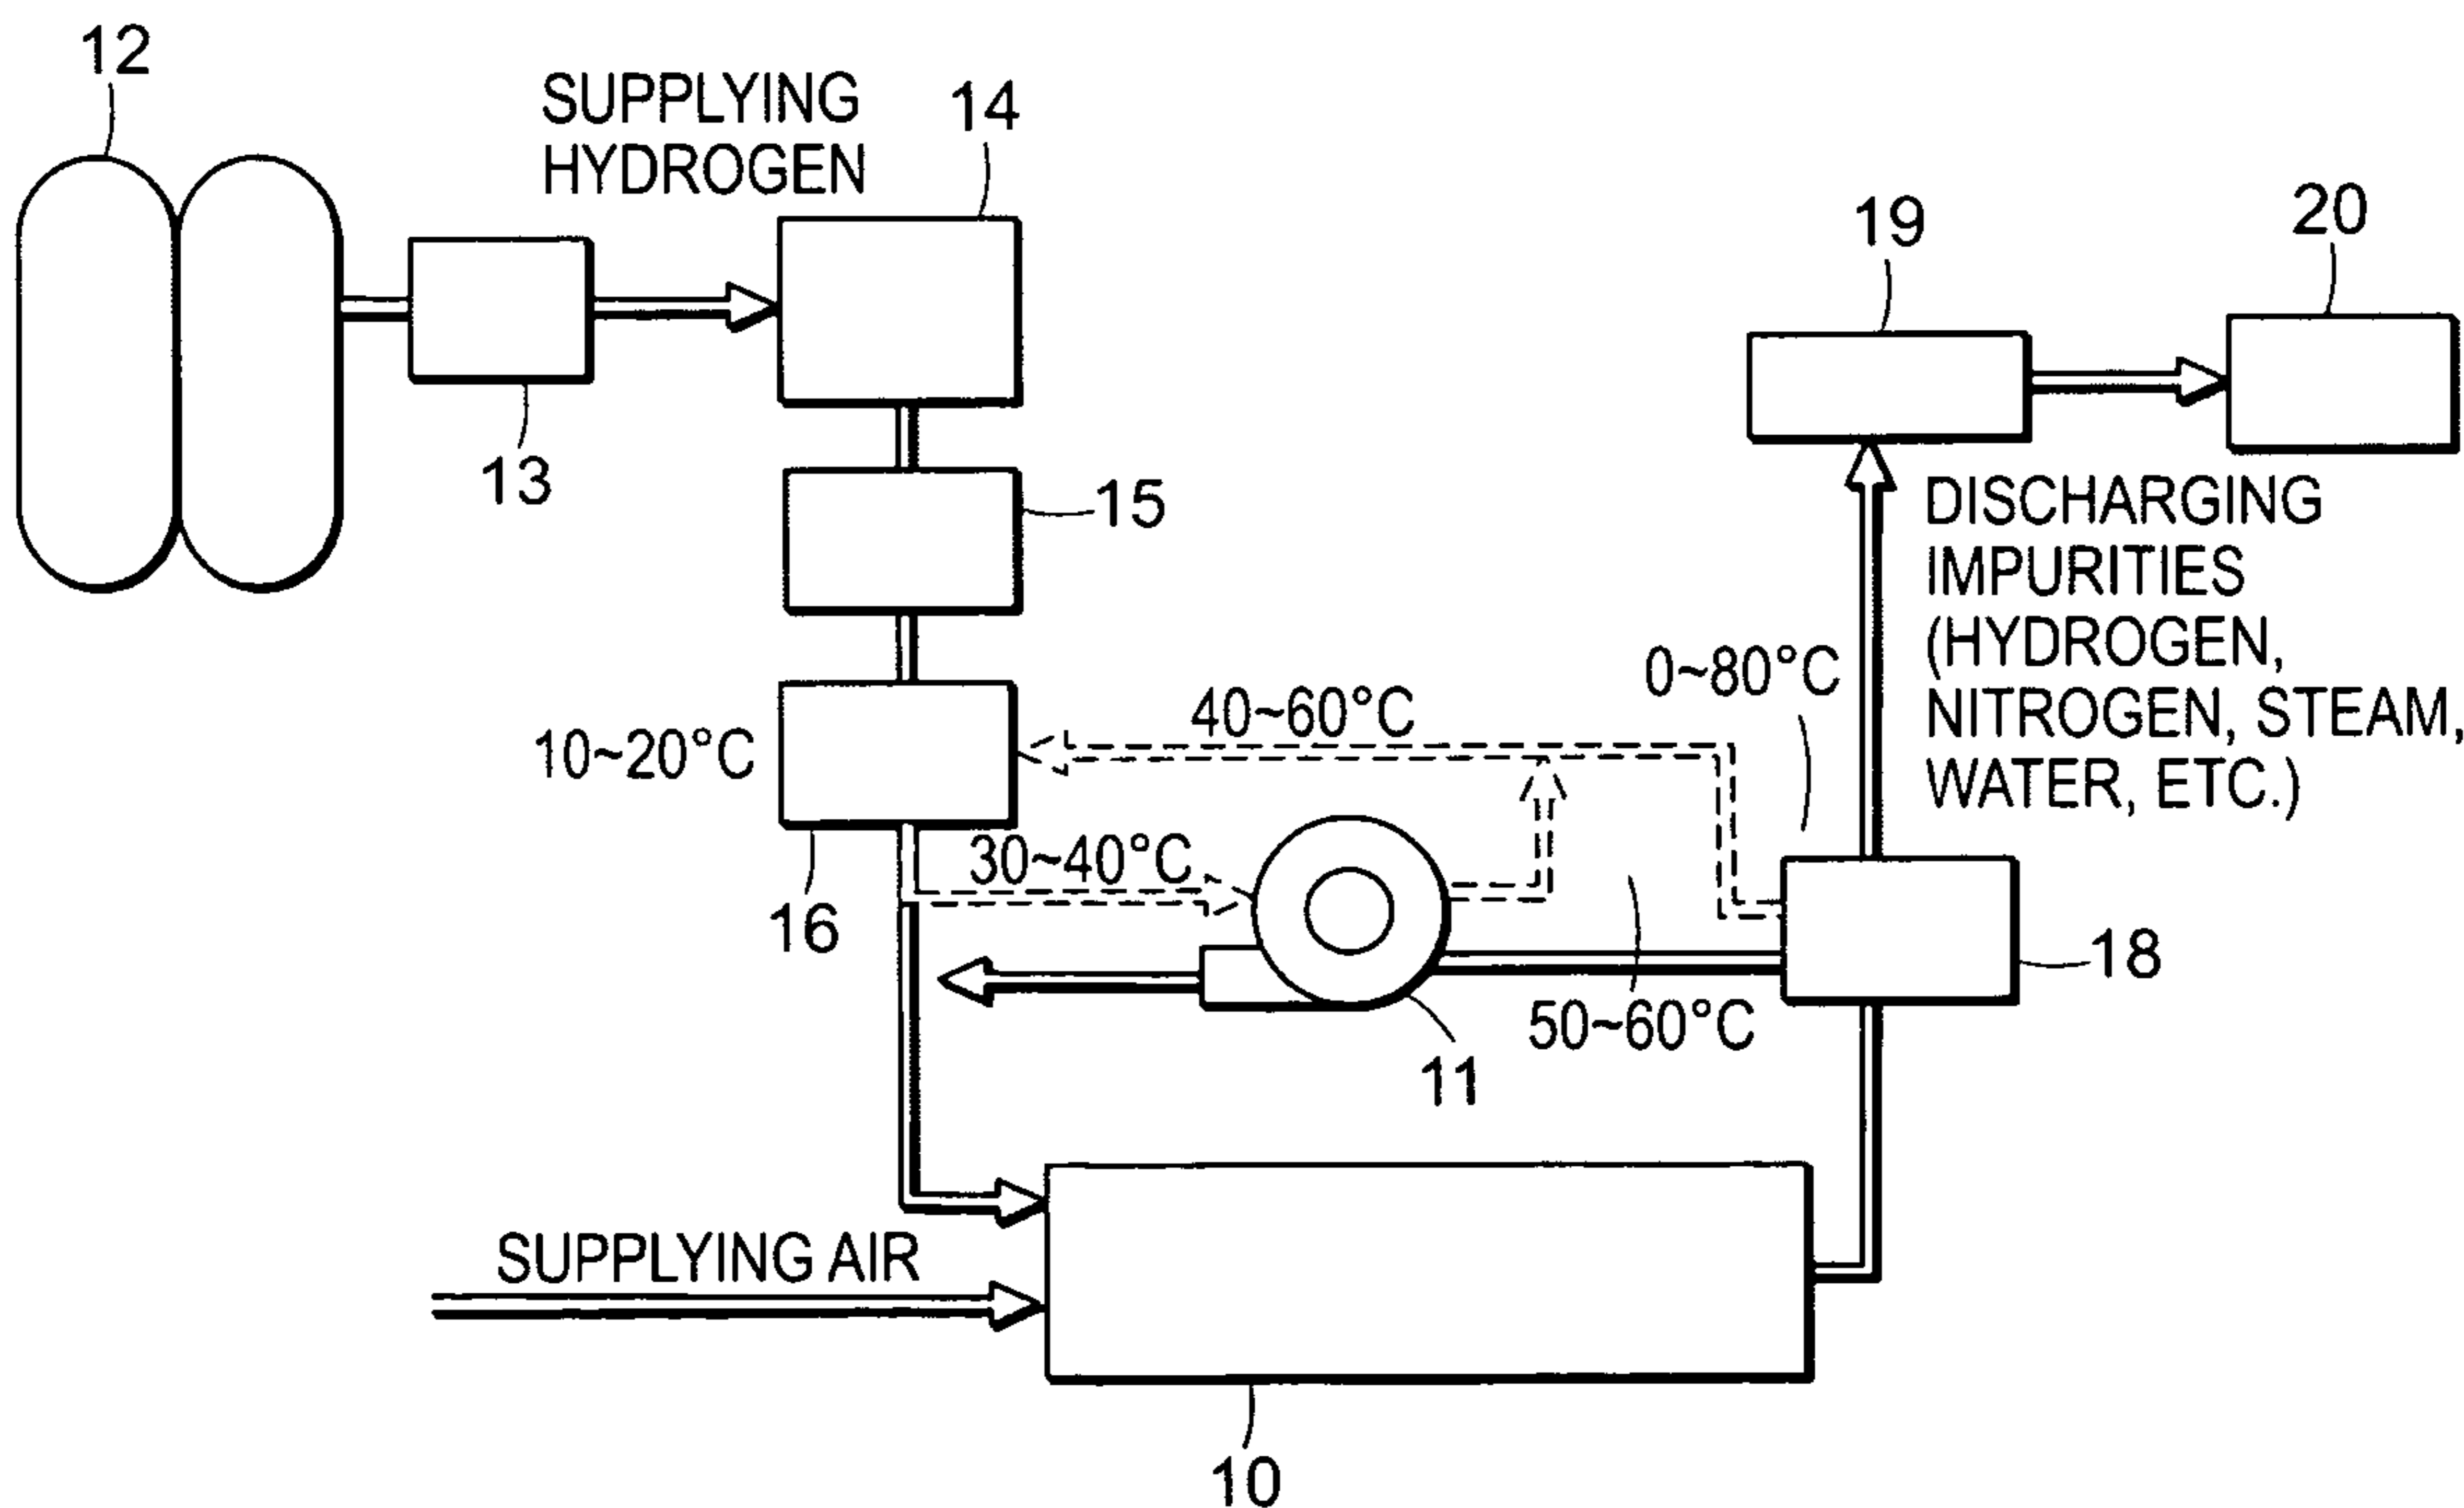 12
SUPPLYING
HYDROGEN
14
13
15
19
20
DISCHARGING
IMPURITIES
(HYDROGEN,
NITROGEN, STEAM,
WATER, ETC.)
0~80°C
40~60°C
10~20°C
30~40°C
16
18
50~60°C
11
SUPPLYING AIR
10